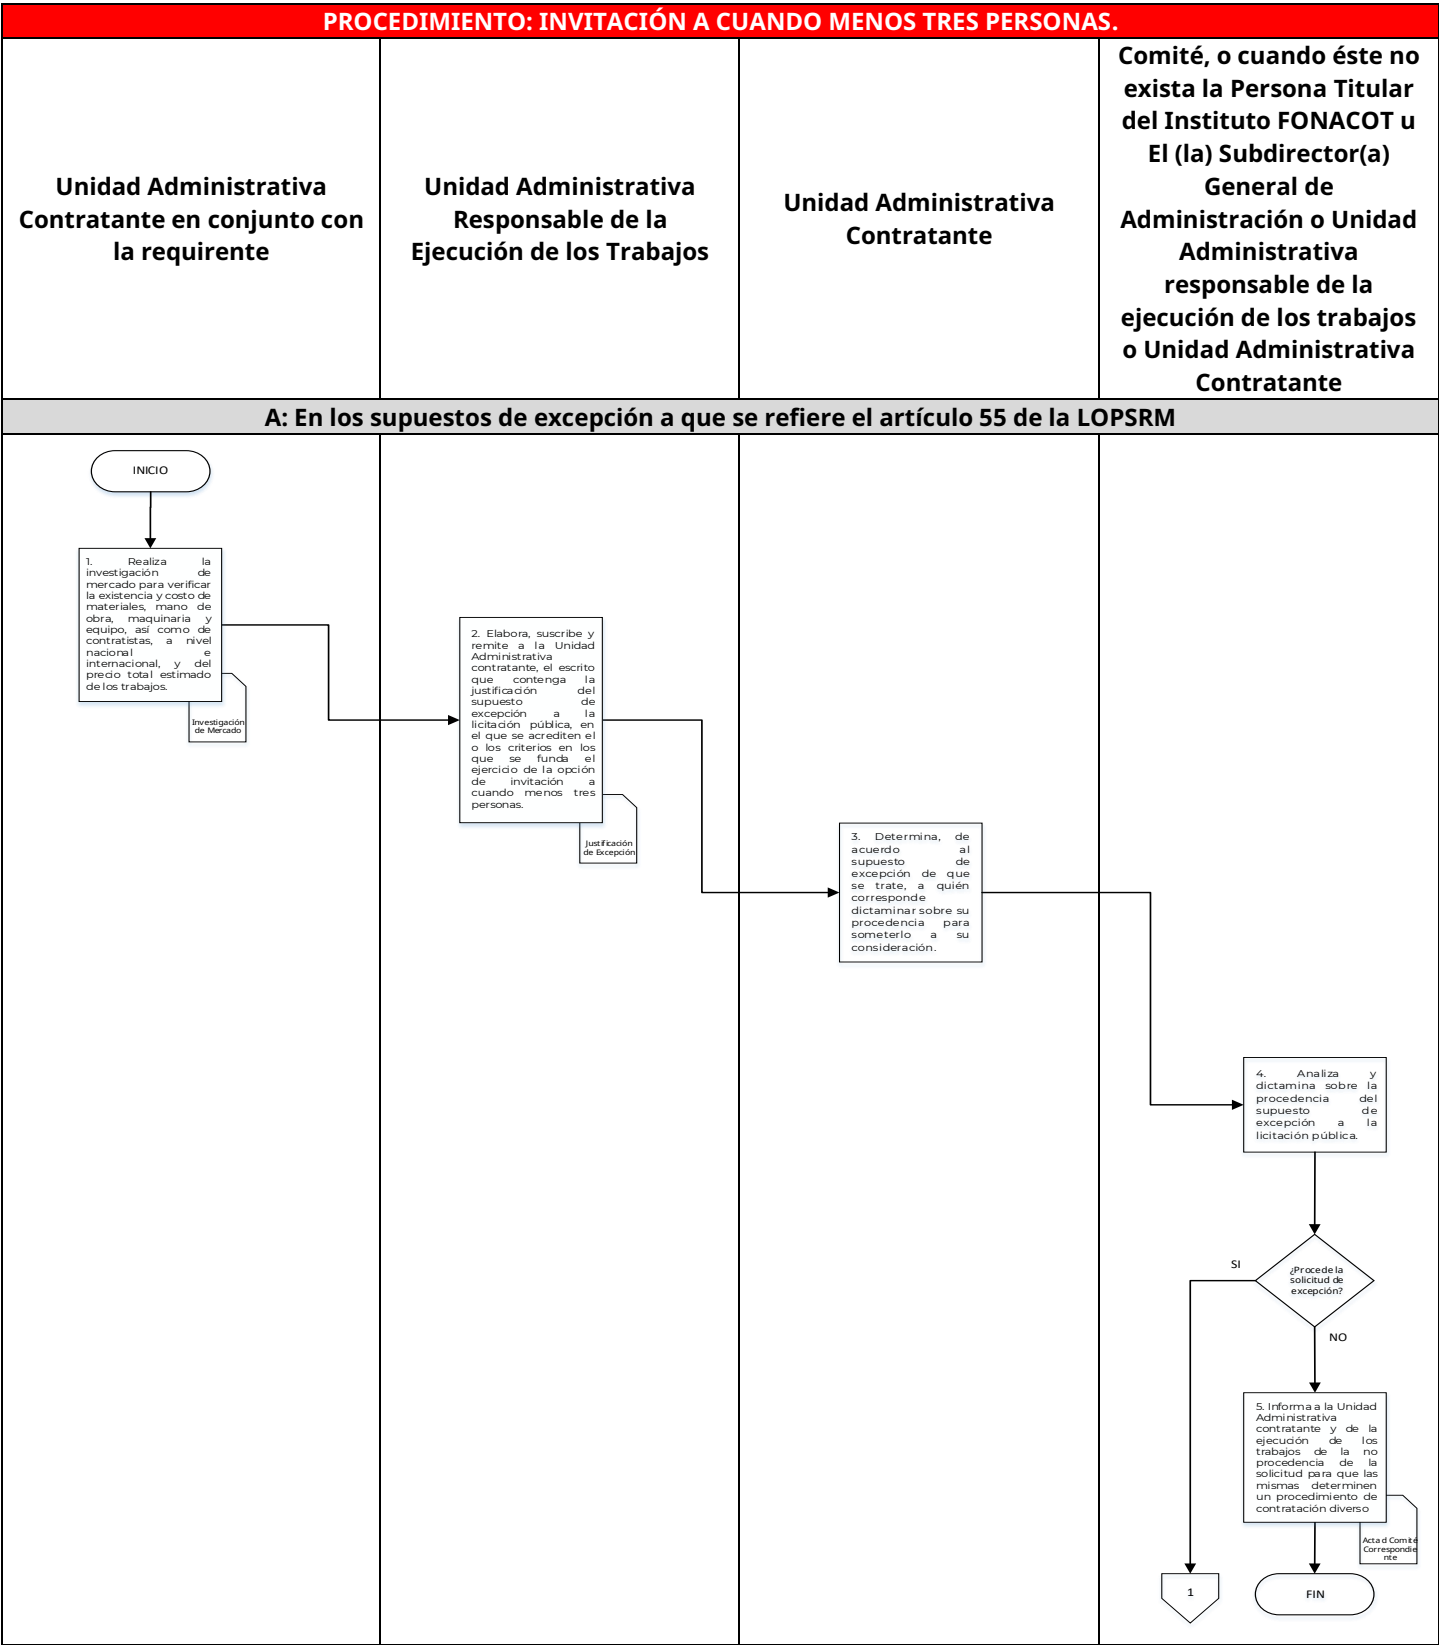 PROCEDIMIENTO: INVITACIÓN A CUANDO MENOS TRES PERSONAS.
Unidad Administrativa
Contratante en conjunto con
la requirente
Unidad Administrativa
Responsable de la
Ejecución de los Trabajos
Unidad Administrativa
Contratante
Comité, o cuando éste no
exista la Persona Titular
del Instituto FONACOT u
El (la) Subdirector(a)
General de
Administración o Unidad
Administrativa
responsable de la
ejecución de los trabajos
o Unidad Administrativa
Contratante
A: En los supuestos de excepción a que se refiere el artículo 55 de la LOPSRM
INICIO
1. Realiza la
investigación de
mercado para verificar
la existencia y costo de
materiales, mano de
obra, maquinaria y
equipo, así como de
contratistas, a nivel
nacional e
internacional, y del
precio total estimado
de los trabajos.
Investigación
de Mercado
2. Elabora, suscribe y
remite a la Unidad
Administrativa
contratante, el escrito
que contenga la
justificación del
supuesto de
excepción a la
licitación pública, en
el que se acrediten el
o los criterios en los
que se funda el
ejercicio de la opción
de invitación a
cuando menos tres
personas.
Justificación
de Excepción
3. Determina, de
acuerdo al
supuesto de
excepción de que
se trate, a quién
corresponde
dictaminar sobre su
procedencia para
someterlo a su
consideración.
4. Analiza y
dictamina sobre la
procedencia del
supuesto de
excepción a la
licitación pública.
¿Procede la
solicitud de
excepción?
SI
NO
5. Informa a la Unidad
Administrativa
contratante y de la
ejecución de los
trabajos de la no
procedencia de la
solicitud para que las
mismas determinen
un procedimiento de
contratación diverso
Acta d Comité
Correspondie
nte
1
FIN